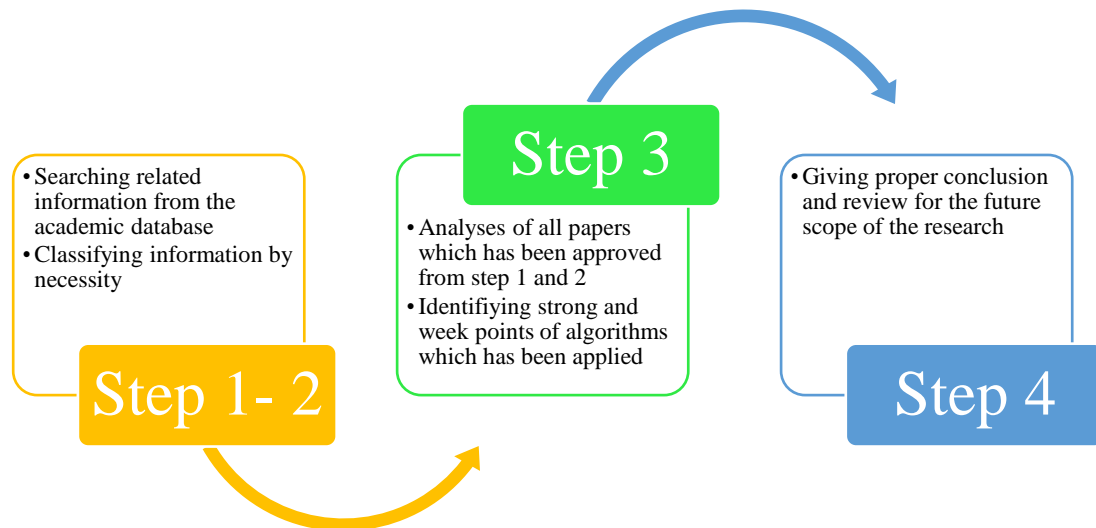 • Searching related
information from the
academic database
• Classifying information by
necessity
Step 1- 2
Step 3
• Analyses of all papers
which has been approved
from step 1 and 2
• Identifiying strong and
week points of algorithms
which has been applied
• Giving proper conclusion
and review for the future
scope of the research
Step 4